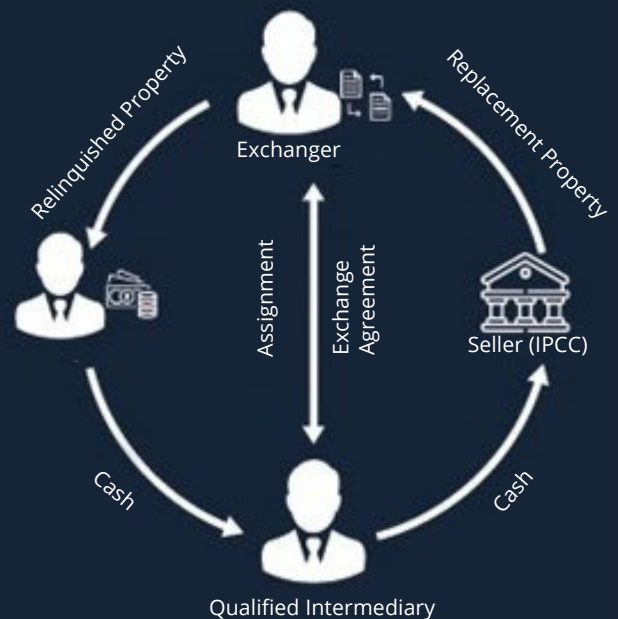 Relinquished Property
Replacement Property
Exchanger
Assignment
Exchange
Agreement
Seller (IPCC)
Cash
Cash
Qualified Intermediary